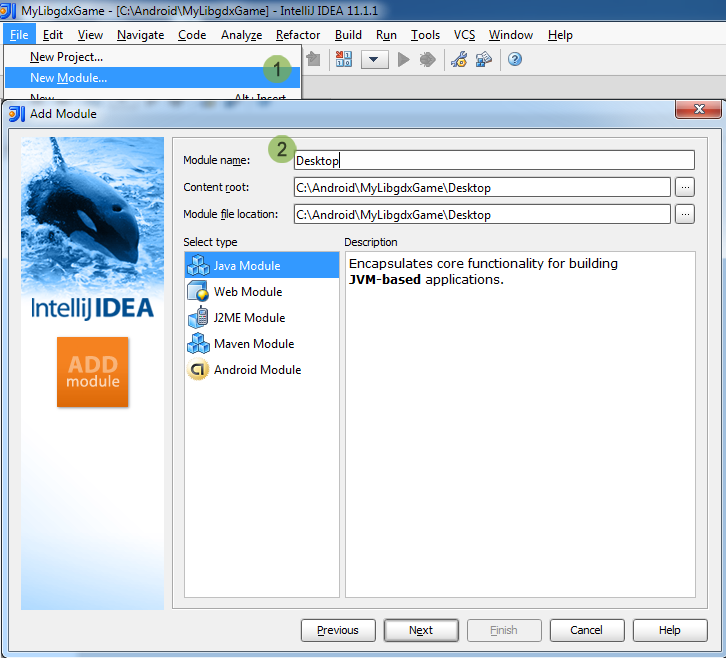 MyLibgdxGame - [C:\Android\MyLibgdxGame] - IntelliJ IDEA 11.1.1
File Edit View Navigate Code Analyze Refactor Build Run Tools VCS Window Help
New Project...
New Module...
1
New Alt+Insert
Add Module
2
Module name: Desktop
Content root: C:\Android\MyLibgdxGame\Desktop ...
Module file location: C:\Android\MyLibgdxGame\Desktop ...
Select type Description
Java Module
Web Module
J2ME Module
Maven Module
Android Module
Encapsulates core functionality for building
JVM-based applications.
IntelliJ IDEA
ADD
module
Previous Next Finish Cancel Help